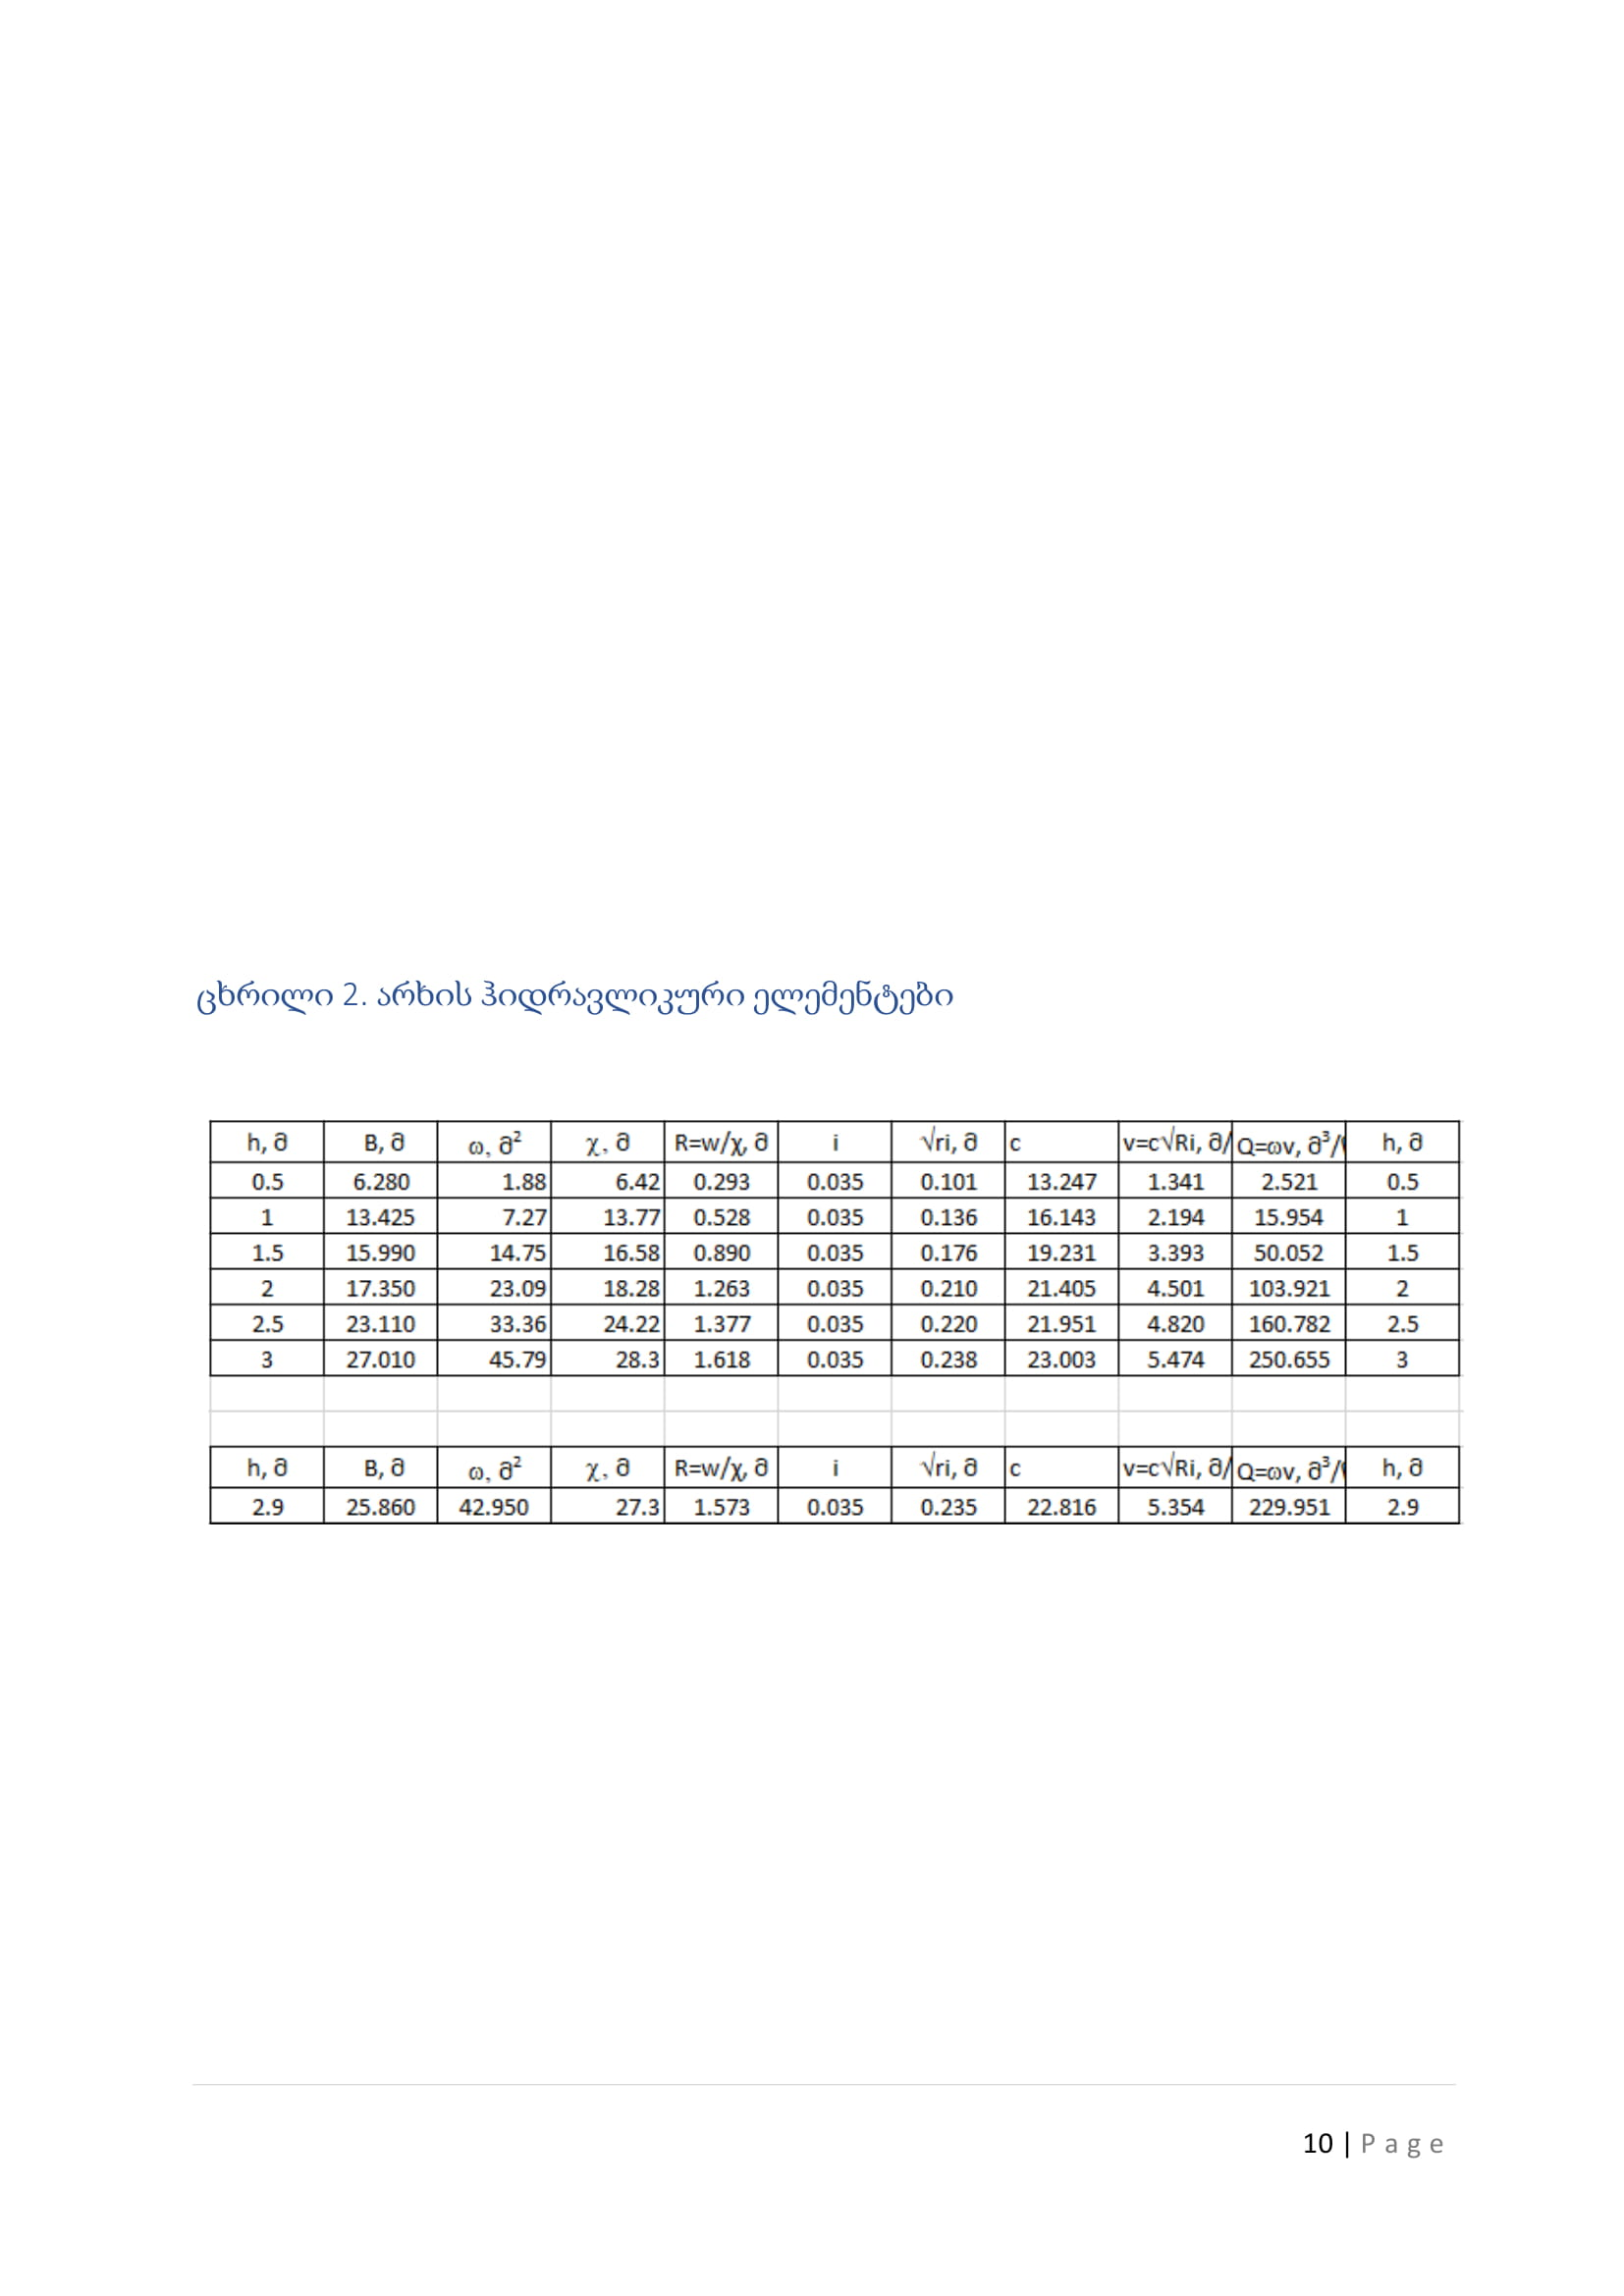 ცხრილი 2. არხის ჰიდრავლიკური ელემენტები
h, მ B, მ ω, მ² χ, მ R=w/χ, მ i √ri, მ c v=c√Ri, მ/ Q=ωv, მ³/ h, მ
0.5 6.280 1.88 6.42 0.293 0.035 0.101 13.247 1.341 2.521 0.5
1 13.425 7.27 13.77 0.528 0.035 0.136 16.143 2.194 15.954 1
1.5 15.990 14.75 16.58 0.890 0.035 0.176 19.231 3.393 50.052 1.5
2 17.350 23.09 18.28 1.263 0.035 0.210 21.405 4.501 103.921 2
2.5 23.110 33.36 24.22 1.377 0.035 0.220 21.951 4.820 160.782 2.5
3 27.010 45.79 28.3 1.618 0.035 0.238 23.003 5.474 250.655 3
h, მ B, მ ω, მ² χ, მ R=w/χ, მ i √ri, მ c v=c√Ri, მ/ Q=ωv, მ³/ h, მ
2.9 25.860 42.950 27.3 1.573 0.035 0.235 22.816 5.354 229.951 2.9
10 | Page